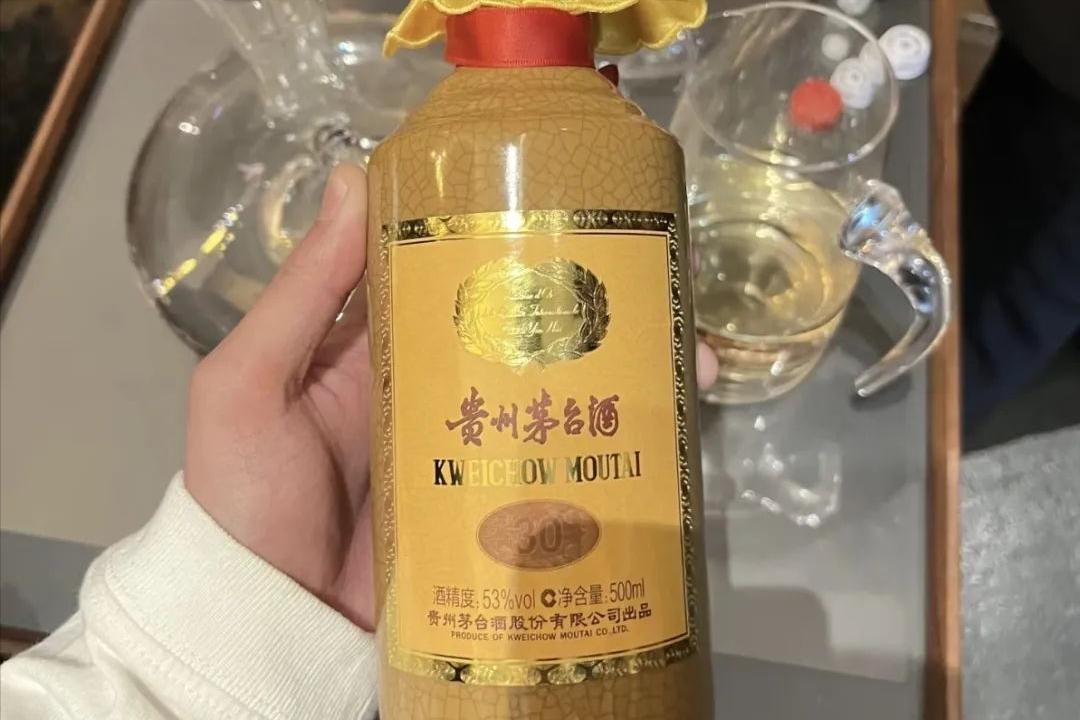 贵州茅台酒
KWEICHOW MOUTAI
30
酒精度:53%vol 净含量:500ml
贵州茅台酒股份有限公司出品
PRODUCE OF KWEICHOW MOUTAI CO.,LTD.